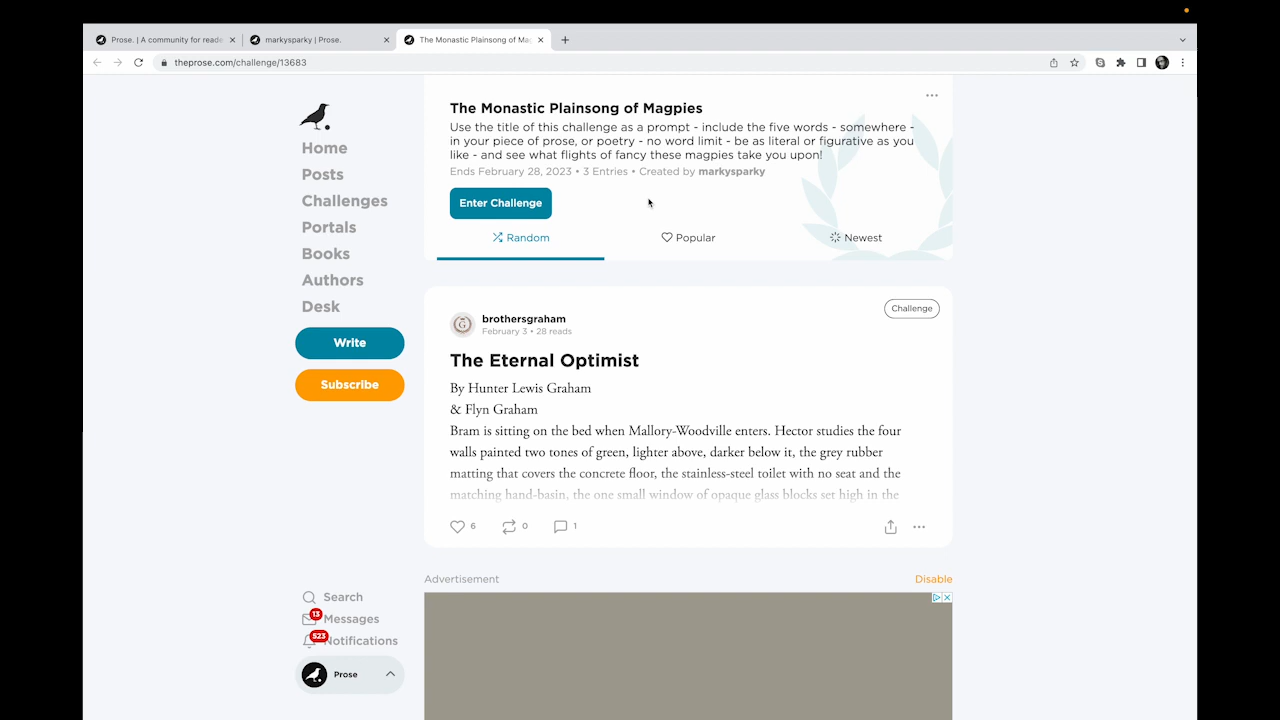 Prose. | A community for reade
markysparky | Prose.
The Monastic Plainsong of Ma
theprose.com/challenge/13683
The Monastic Plainsong of Magpies
Use the title of this challenge as a prompt - include the five words - somewhere -
in your piece of prose, or poetry - no word limit - be as literal or figurative as you
like - and see what flights of fancy these magpies take you upon!
Ends February 28, 2023 • 3 Entries • Created by markysparky
Enter Challenge
Random
Popular
Newest
Home
Posts
Challenges
Portals
Books
Authors
Desk
Write
Subscribe
brothersgraham
February 3 • 28 reads
Challenge
The Eternal Optimist
By Hunter Lewis Graham
& Flyn Graham
Bram is sitting on the bed when Mallory-Woodville enters. Hector studies the four
walls painted two tones of green, lighter above, darker below it, the grey rubber
matting that covers the concrete floor, the stainless-steel toilet with no seat and the
matching hand-basin, the one small window of opaque glass blocks set high in the
6
0
1
Advertisement
Disable
Search
13
Messages
523
Notifications
Prose